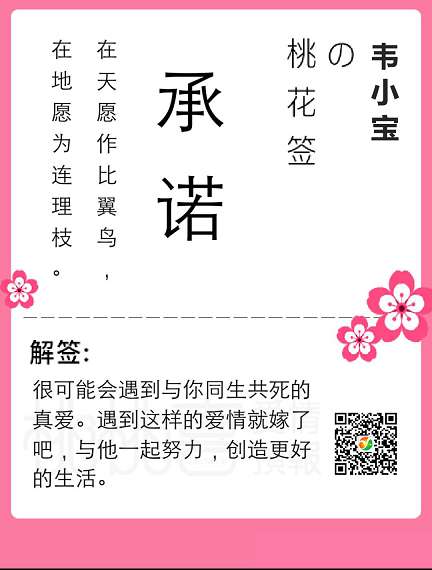 韦小宝
の
桃花签
承诺
在天愿作比翼鸟，
在地愿为连理枝。
解签:
很可能会遇到与你同生共死的
真爱。遇到这样的爱情就嫁了
吧，与他一起努力，创造更好
的生活。